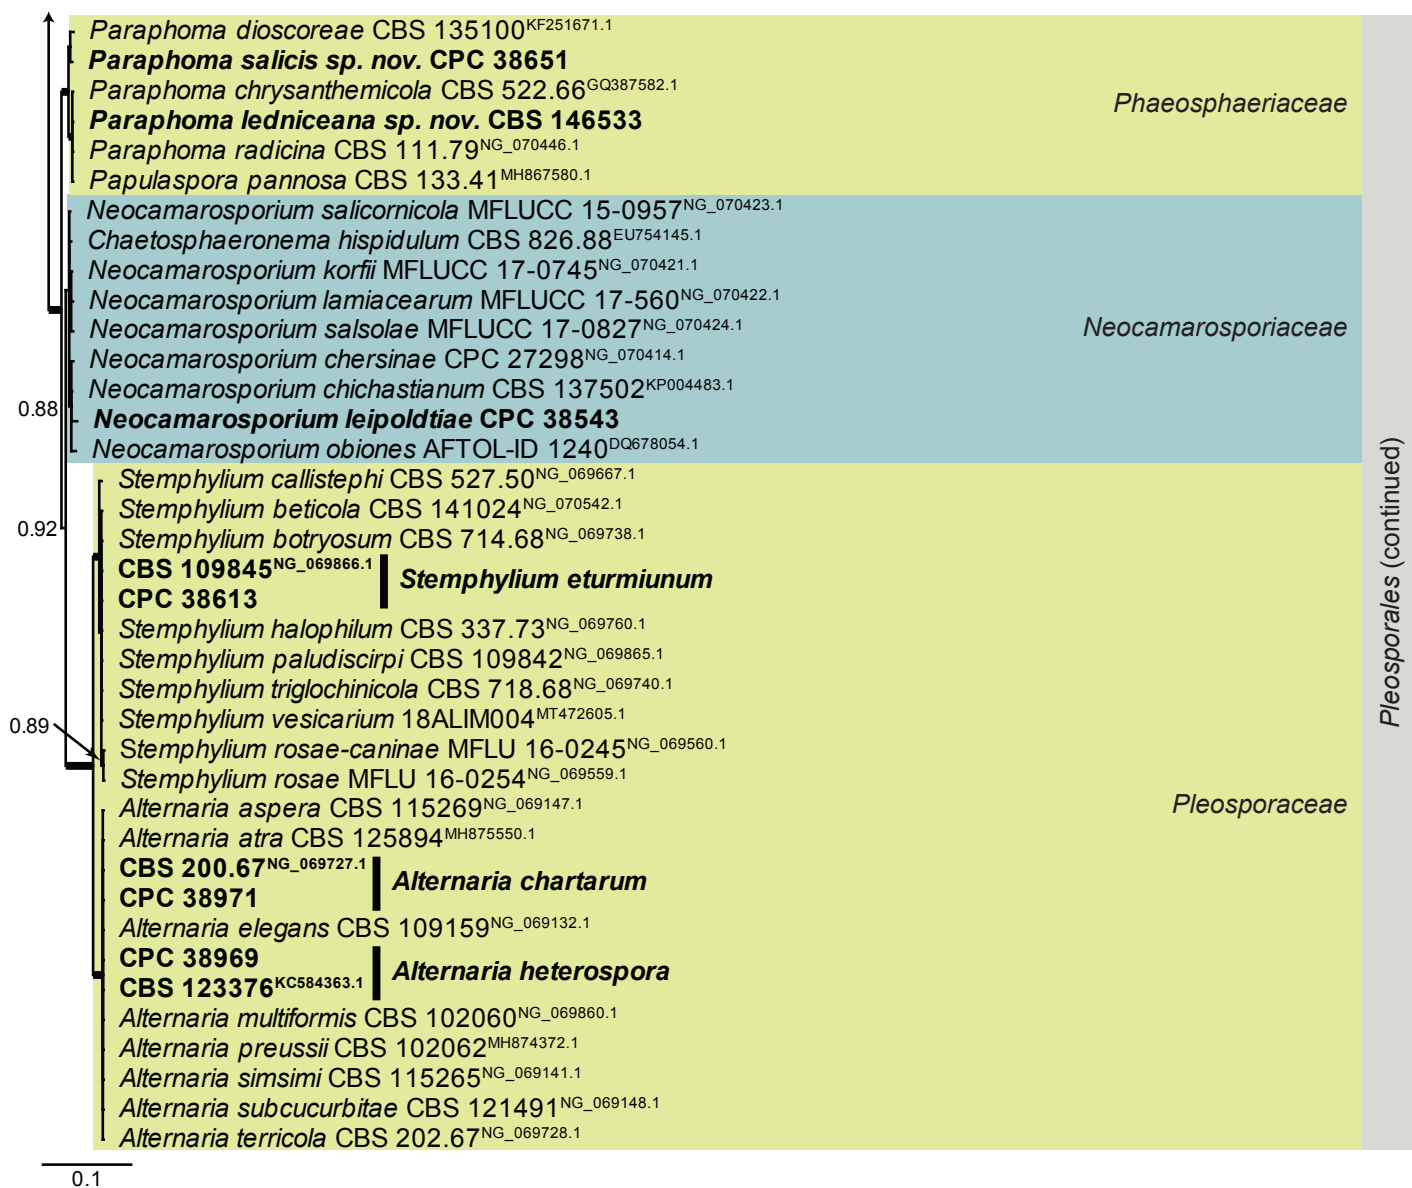 Paraphoma dioscoreae CBS 135100KF251671.1
Paraphoma salicis sp. nov. CPC 38651
Paraphoma chrysanthemicola CBS 522.66GQ387582.1
Phaeosphaeriaceae
Paraphoma ledniceana sp. nov. CBS 146533
Paraphoma radicina CBS 111.79NG_070446.1
Papulaspora pannosa CBS 133.41MH867580.1
Neocamarosporium salicornicola MFLUCC 15-0957NG_070423.1
Chaetosphaeronema hispidulum CBS 826.88EU754145.1
Neocamarosporium korfii MFLUCC 17-0745NG_070421.1
Neocamarosporium lamiacearum MFLUCC 17-560NG_070422.1
Neocamarosporium salsolae MFLUCC 17-0827NG_070424.1
Neocamarosporiaceae
Neocamarosporium chersinae CPC 27298NG_070414.1
Neocamarosporium chichastianum CBS 137502KP004483.1
0.88
Neocamarosporium leipoldtiae CPC 38543
Neocamarosporium obiones AFTOL-ID 1240DQ678054.1
Stemphylium callistephi CBS 527.50NG_069667.1
Stemphylium beticola CBS 141024NG_070542.1
0.92
Stemphylium botryosum CBS 714.68NG_069738.1
CBS 109845NG_069866.1
Stemphylium eturmiunum
CPC 38613
Pleosporales (continued)
Stemphylium halophilum CBS 337.73NG_069760.1
Stemphylium paludiscirpi CBS 109842NG_069865.1
Stemphylium triglochinicola CBS 718.68NG_069740.1
Stemphylium vesicarium 18ALIM004MT472605.1
0.89
Stemphylium rosae-caninae MFLU 16-0245NG_069560.1
Stemphylium rosae MFLU 16-0254NG_069559.1
Pleosporaceae
Alternaria aspera CBS 115269NG_069147.1
Alternaria atra CBS 125894MH875550.1
CBS 200.67NG_069727.1
Alternaria chartarum
CPC 38971
Alternaria elegans CBS 109159NG_069132.1
CPC 38969
Alternaria heterospora
CBS 123376KC584363.1
Alternaria multiformis CBS 102060NG_069860.1
Alternaria preussii CBS 102062MH874372.1
Alternaria simsimi CBS 115265NG_069141.1
Alternaria subcucurbitae CBS 121491NG_069148.1
Alternaria terricola CBS 202.67NG_069728.1
0.1